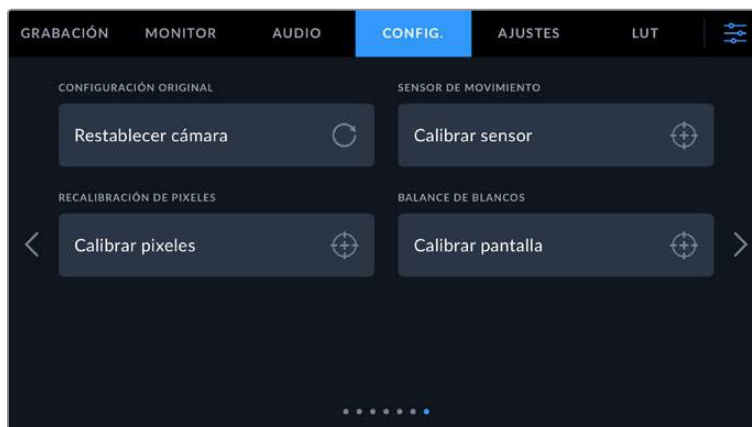 GRABACIÓN MONITOR AUDIO CONFIG. AJUSTES LUT
CONFIGURACIÓN ORIGINAL SENSOR DE MOVIMIENTO
Restablecer cámara Calibrar sensor
RECALIBRACIÓN DE PIXELES BALANCE DE BLANCOS
Calibrar pixeles Calibrar pantalla